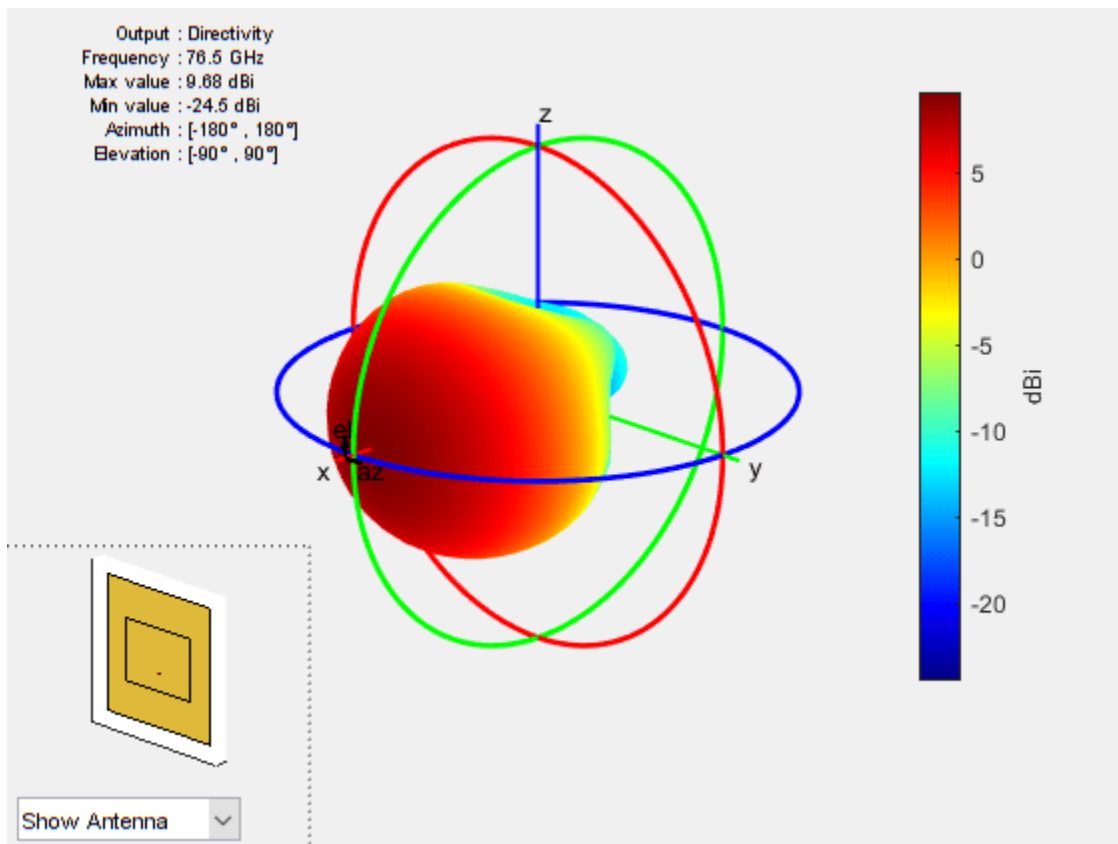 Output : Directivity
Frequency : 76.5 GHz
Max value : 9.68 dBi
Min value : -24.5 dBi
Azimuth : [-180° , 180°]
Elevation : [-90° , 90°]
z
5
0
-5
dBi
-10
el
x
az
y
-15
-20
Show Antenna